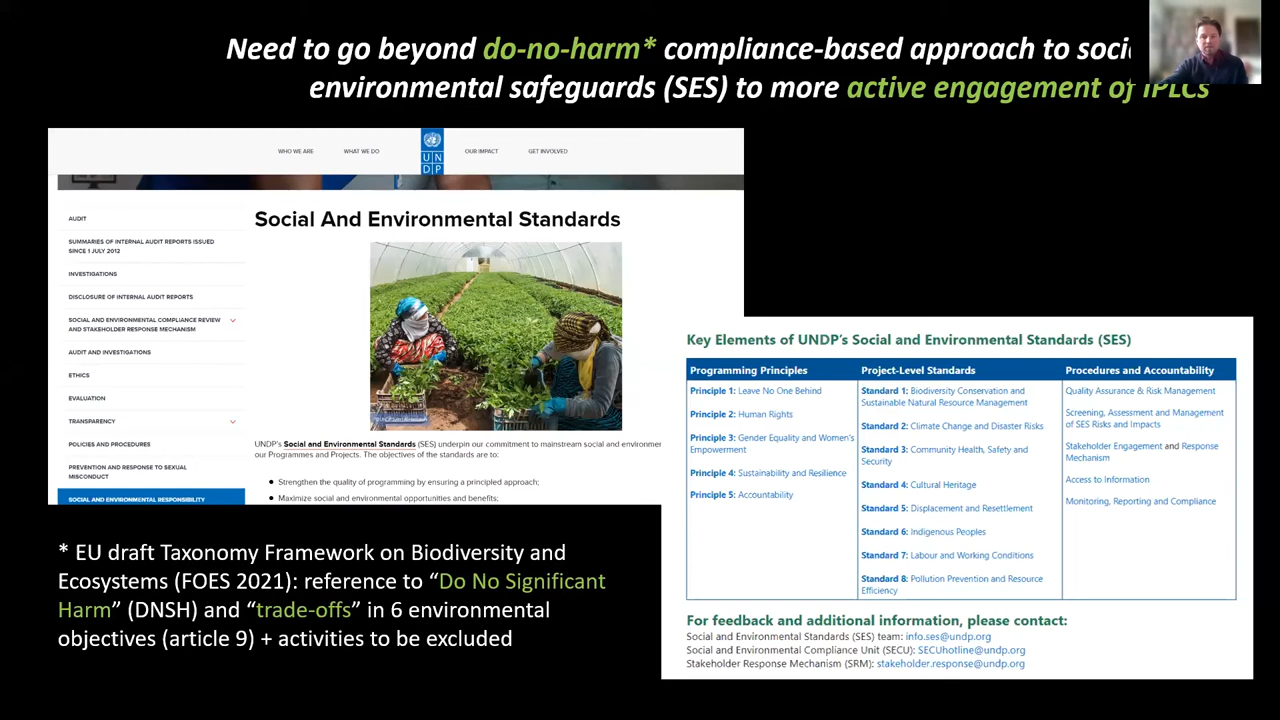 Need to go beyond do-no-harm* compliance-based approach to
environmental safeguards (SES) to more active engagement of IPLCs
WHO WE ARE
WHAT WE DO
UN
DP
OUR IMPACT
GET INVOLVED
AUDIT
SUMMARIES OF INTERNAL AUDIT REPORTS ISSUED
SINCE 1 JULY 2012
INVESTIGATIONS
DISCLOSURE OF INTERNAL AUDIT REPORTS
SOCIAL AND ENVIRONMENTAL COMPLIANCE REVIEW
AND STAKEHOLDER RESPONSE MECHANISM
AUDIT AND INVESTIGATIONS
ETHICS
EVALUATION
TRANSPARENCY
POLICIES AND PROCEDURES
PREVENTION AND RESPONSE TO SEXUAL
MISCONDUCT
SOCIAL AND ENVIRONMENTAL RESPONSIBILITY
Social And Environmental Standards
UNDP's Social and Environmental Standards (SES) underpin our commitment to mainstream social and
our Programmes and Projects. The objectives of the standards are to:
● Strengthen the quality of programming by ensuring a principled approach;
● Maximize social and environmental opportunities and benefits;
* EU draft Taxonomy Framework on Biodiversity and
Ecosystems (FOES 2021): reference to “Do No Significant
Harm” (DNSH) and “trade-offs” in 6 environmental
objectives (article 9) + activities to be excluded
Key Elements of UNDP's Social and Environmental Standards (SES)
Programming Principles
Principle 1: Leave No One Behind
Principle 2: Human Rights
Principle 3: Gender Equality and Women's
Empowerment
Principle 4: Sustainability and Resilience
Principle 5: Accountability
Project-Level Standards
Standard 1: Biodiversity Conservation and
Sustainable Natural Resource Management
Standard 2: Climate Change and Disaster Risks
Standard 3: Community Health, Safety and
Security
Standard 4: Cultural Heritage
Standard 5: Displacement and Resettlement
Standard 6: Indigenous Peoples
Standard 7: Labour and Working Conditions
Standard 8: Pollution Prevention and Resource
Efficiency
Procedures and Accountability
Quality Assurance & Risk Management
Screening, Assessment and Management
of SES Risks and Impacts
Stakeholder Engagement and Response
Mechanism
Access to Information
Monitoring, Reporting and Compliance
For feedback and additional information, please contact:
Social and Environmental Standards (SES) team: info.ses@undp.org
Social and Environmental Compliance Unit (SECU): SECUhotline@undp.org
Stakeholder Response Mechanism (SRM): stakeholder.response@undp.org